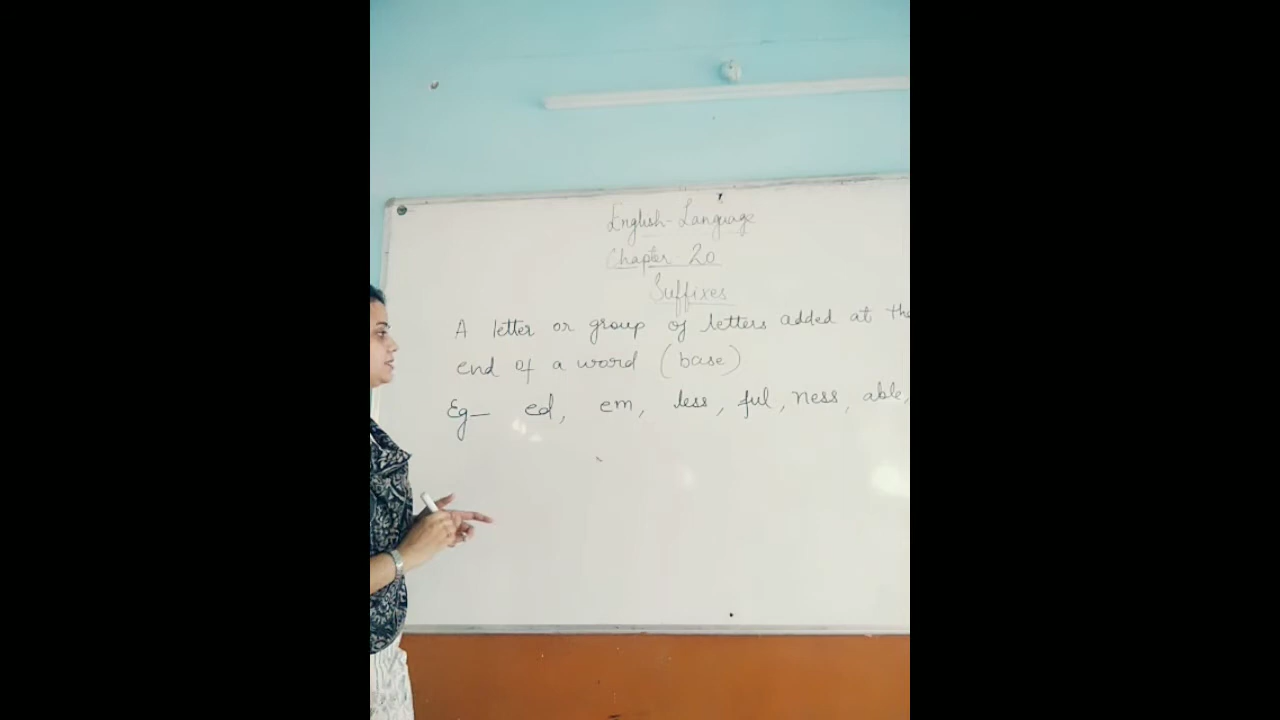 English-Language
Chapter 20
Suffixes
A letter or group of letters added at the
end of a word (base)
Eg- ed, em, less, ful, ness, able,